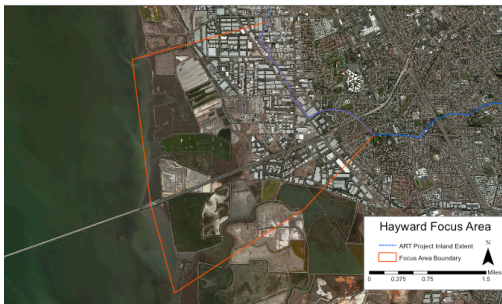 Hayward Focus Area
ART Project Inland Extent
Focus Area Boundary
N
Miles
0 0.375 0.75 1.5